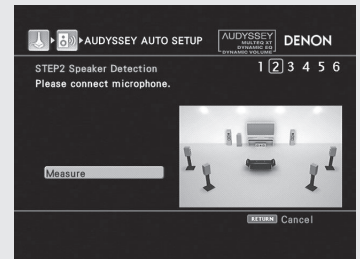 AUDYSSEY AUTO SETUP
AUDYSSEY
MULTEQ XT
DYNAMIC EQ
DYNAMIC VOLUME
DENON
STEP2 Speaker Detection
1 2 3 4 5 6
Please connect microphone.
Measure
RETURN Cancel